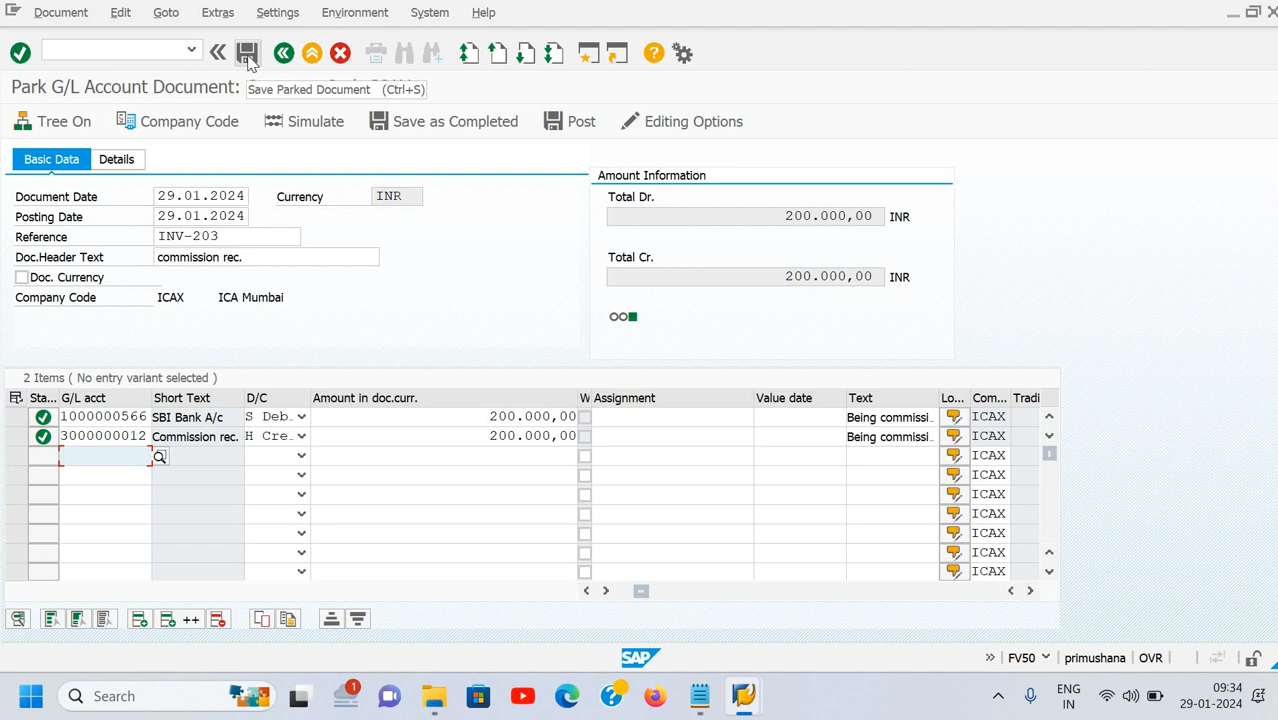 Document Edit Goto Extras Settings Environment System Help
Park G/L Account Document:
Save Parked Document (Ctrl+S)
Tree On Company Code Simulate Save as Completed Post Editing Options
Basic Data Details
Amount Information
Document Date 29.01.2024 Currency INR
Total Dr.
Posting Date 29.01.2024
200.000,00 INR
Reference INV-203
Doc.Header Text commission rec.
Total Cr.
Doc. Currency
200.000,00 INR
Company Code ICAX ICA Mumbai
2 Items ( No entry variant selected )
Sta... G/L acct Short Text D/C Amount in doc.curr. W Assignment Value date Text Lo... Com... Tradi
1000000566 SBI Bank A/c S Deb… 200.000,00 Being commissi… ICAX
3000000012 Commission rec. H Cre… 200.000,00 Being commissi… ICAX
ICAX
ICAX
ICAX
ICAX
ICAX
ICAX
ICAX
++
SAP
FV50 primushana OVR
Search
1
ENG
IN
09:34
29-01-2024